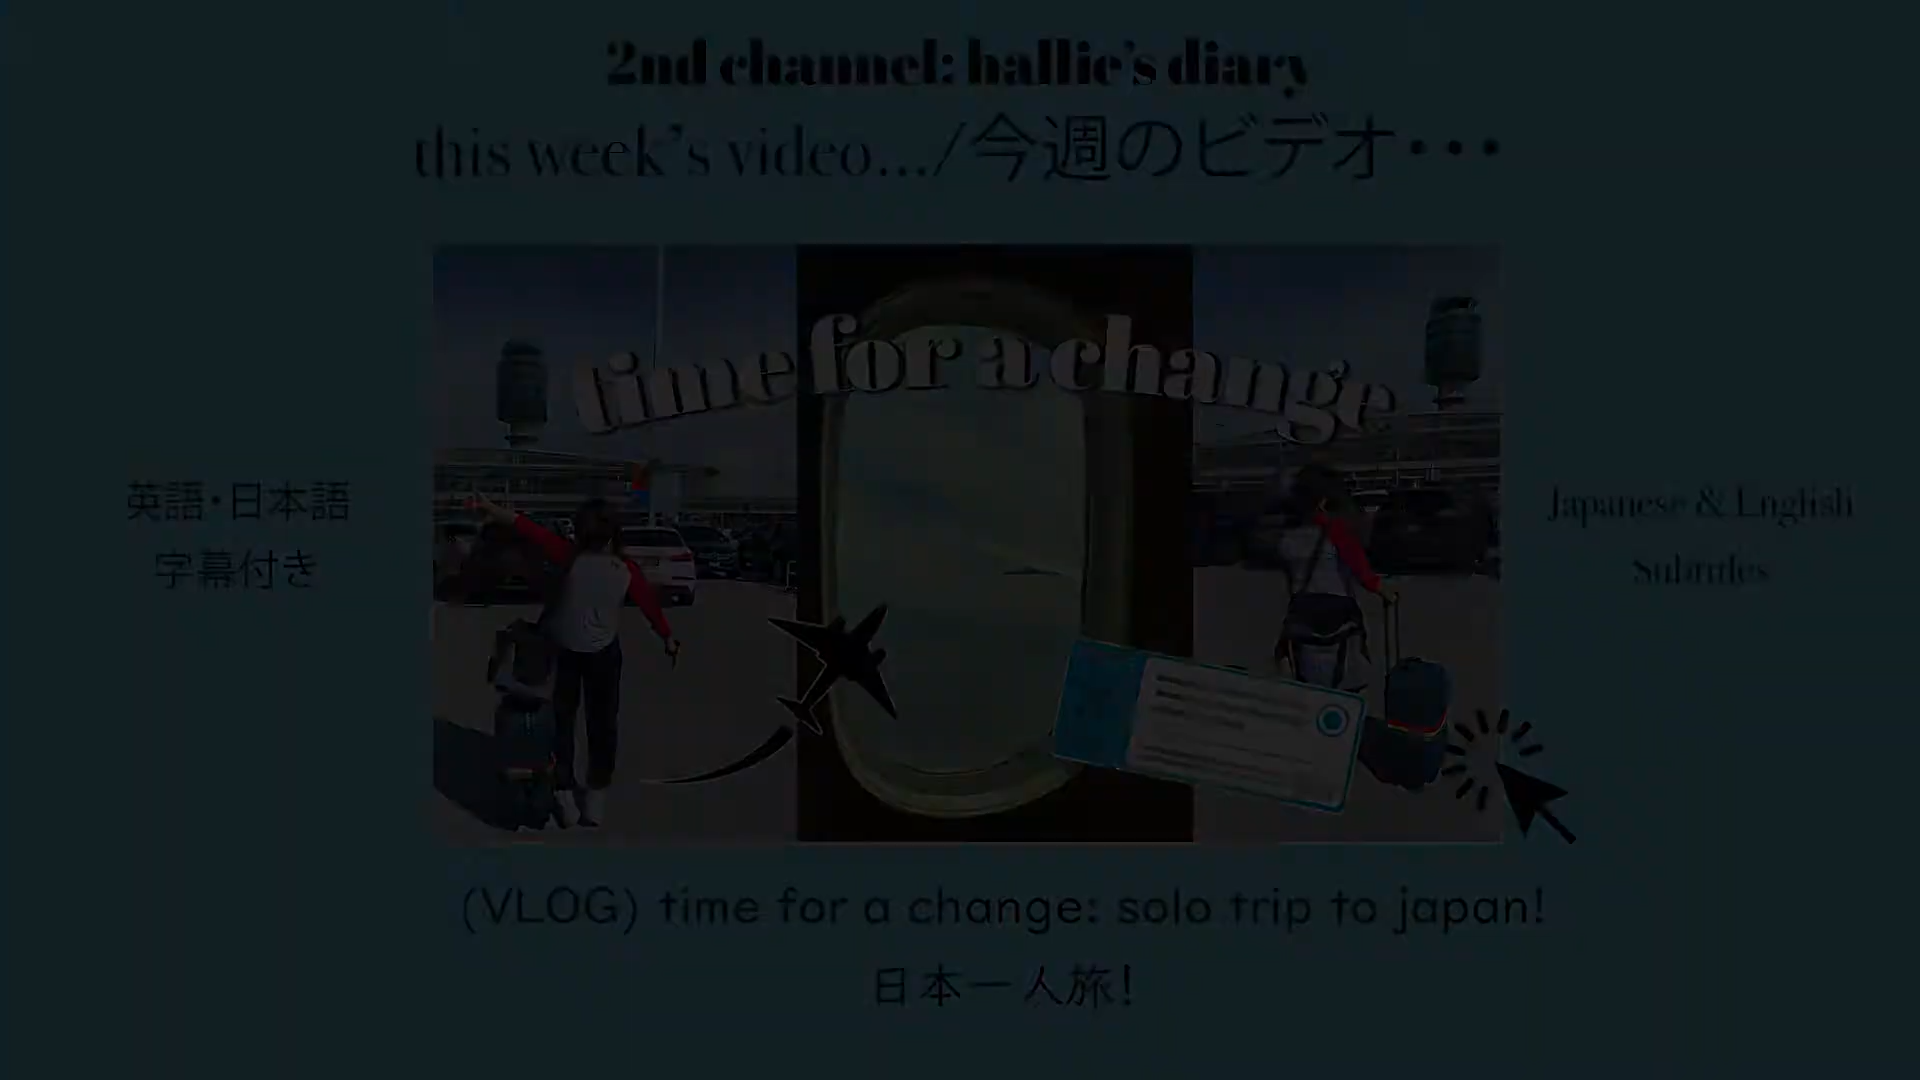 2nd channel: hallie's diary
this week's video.../今週のビデオ・・・
time for a change
英語・日本語
字幕付き
Japanese & English
Subtitles
(VLOG) time for a change: solo trip to japan!
日本一人旅!